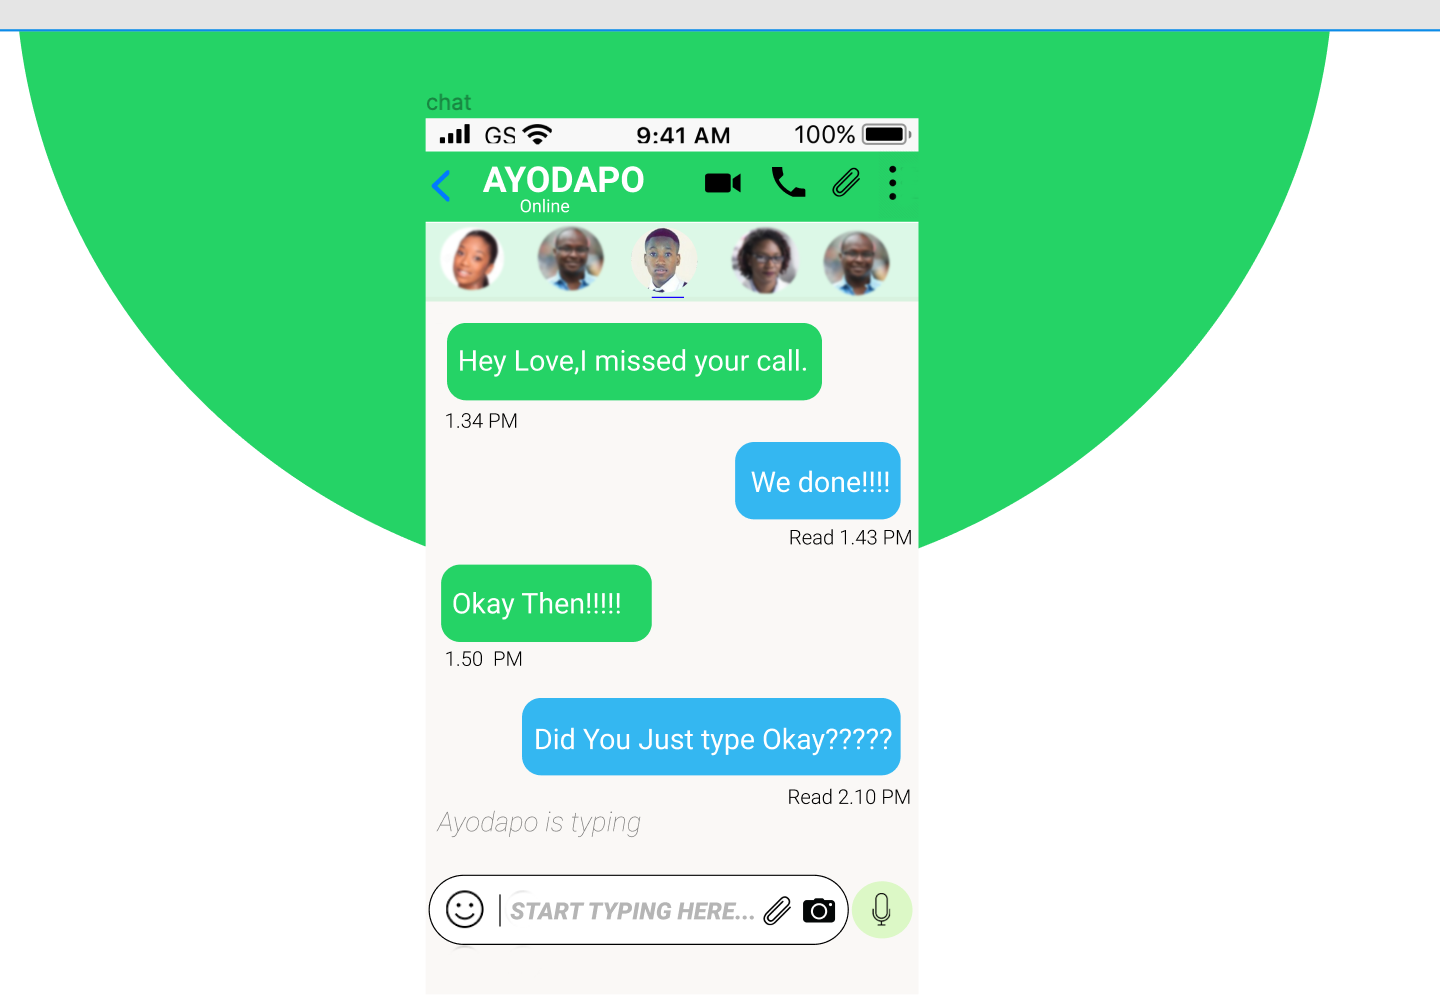 chat
GS 9:41 AM 100%
AYODAPO
Online
Hey Love,I missed your call.
1.34 PM
We done!!!!
Read 1.43 PM
Okay Then!!!!!
1.50 PM
Did You Just type Okay?????
Read 2.10 PM
Ayodapo is typing
START TYPING HERE...